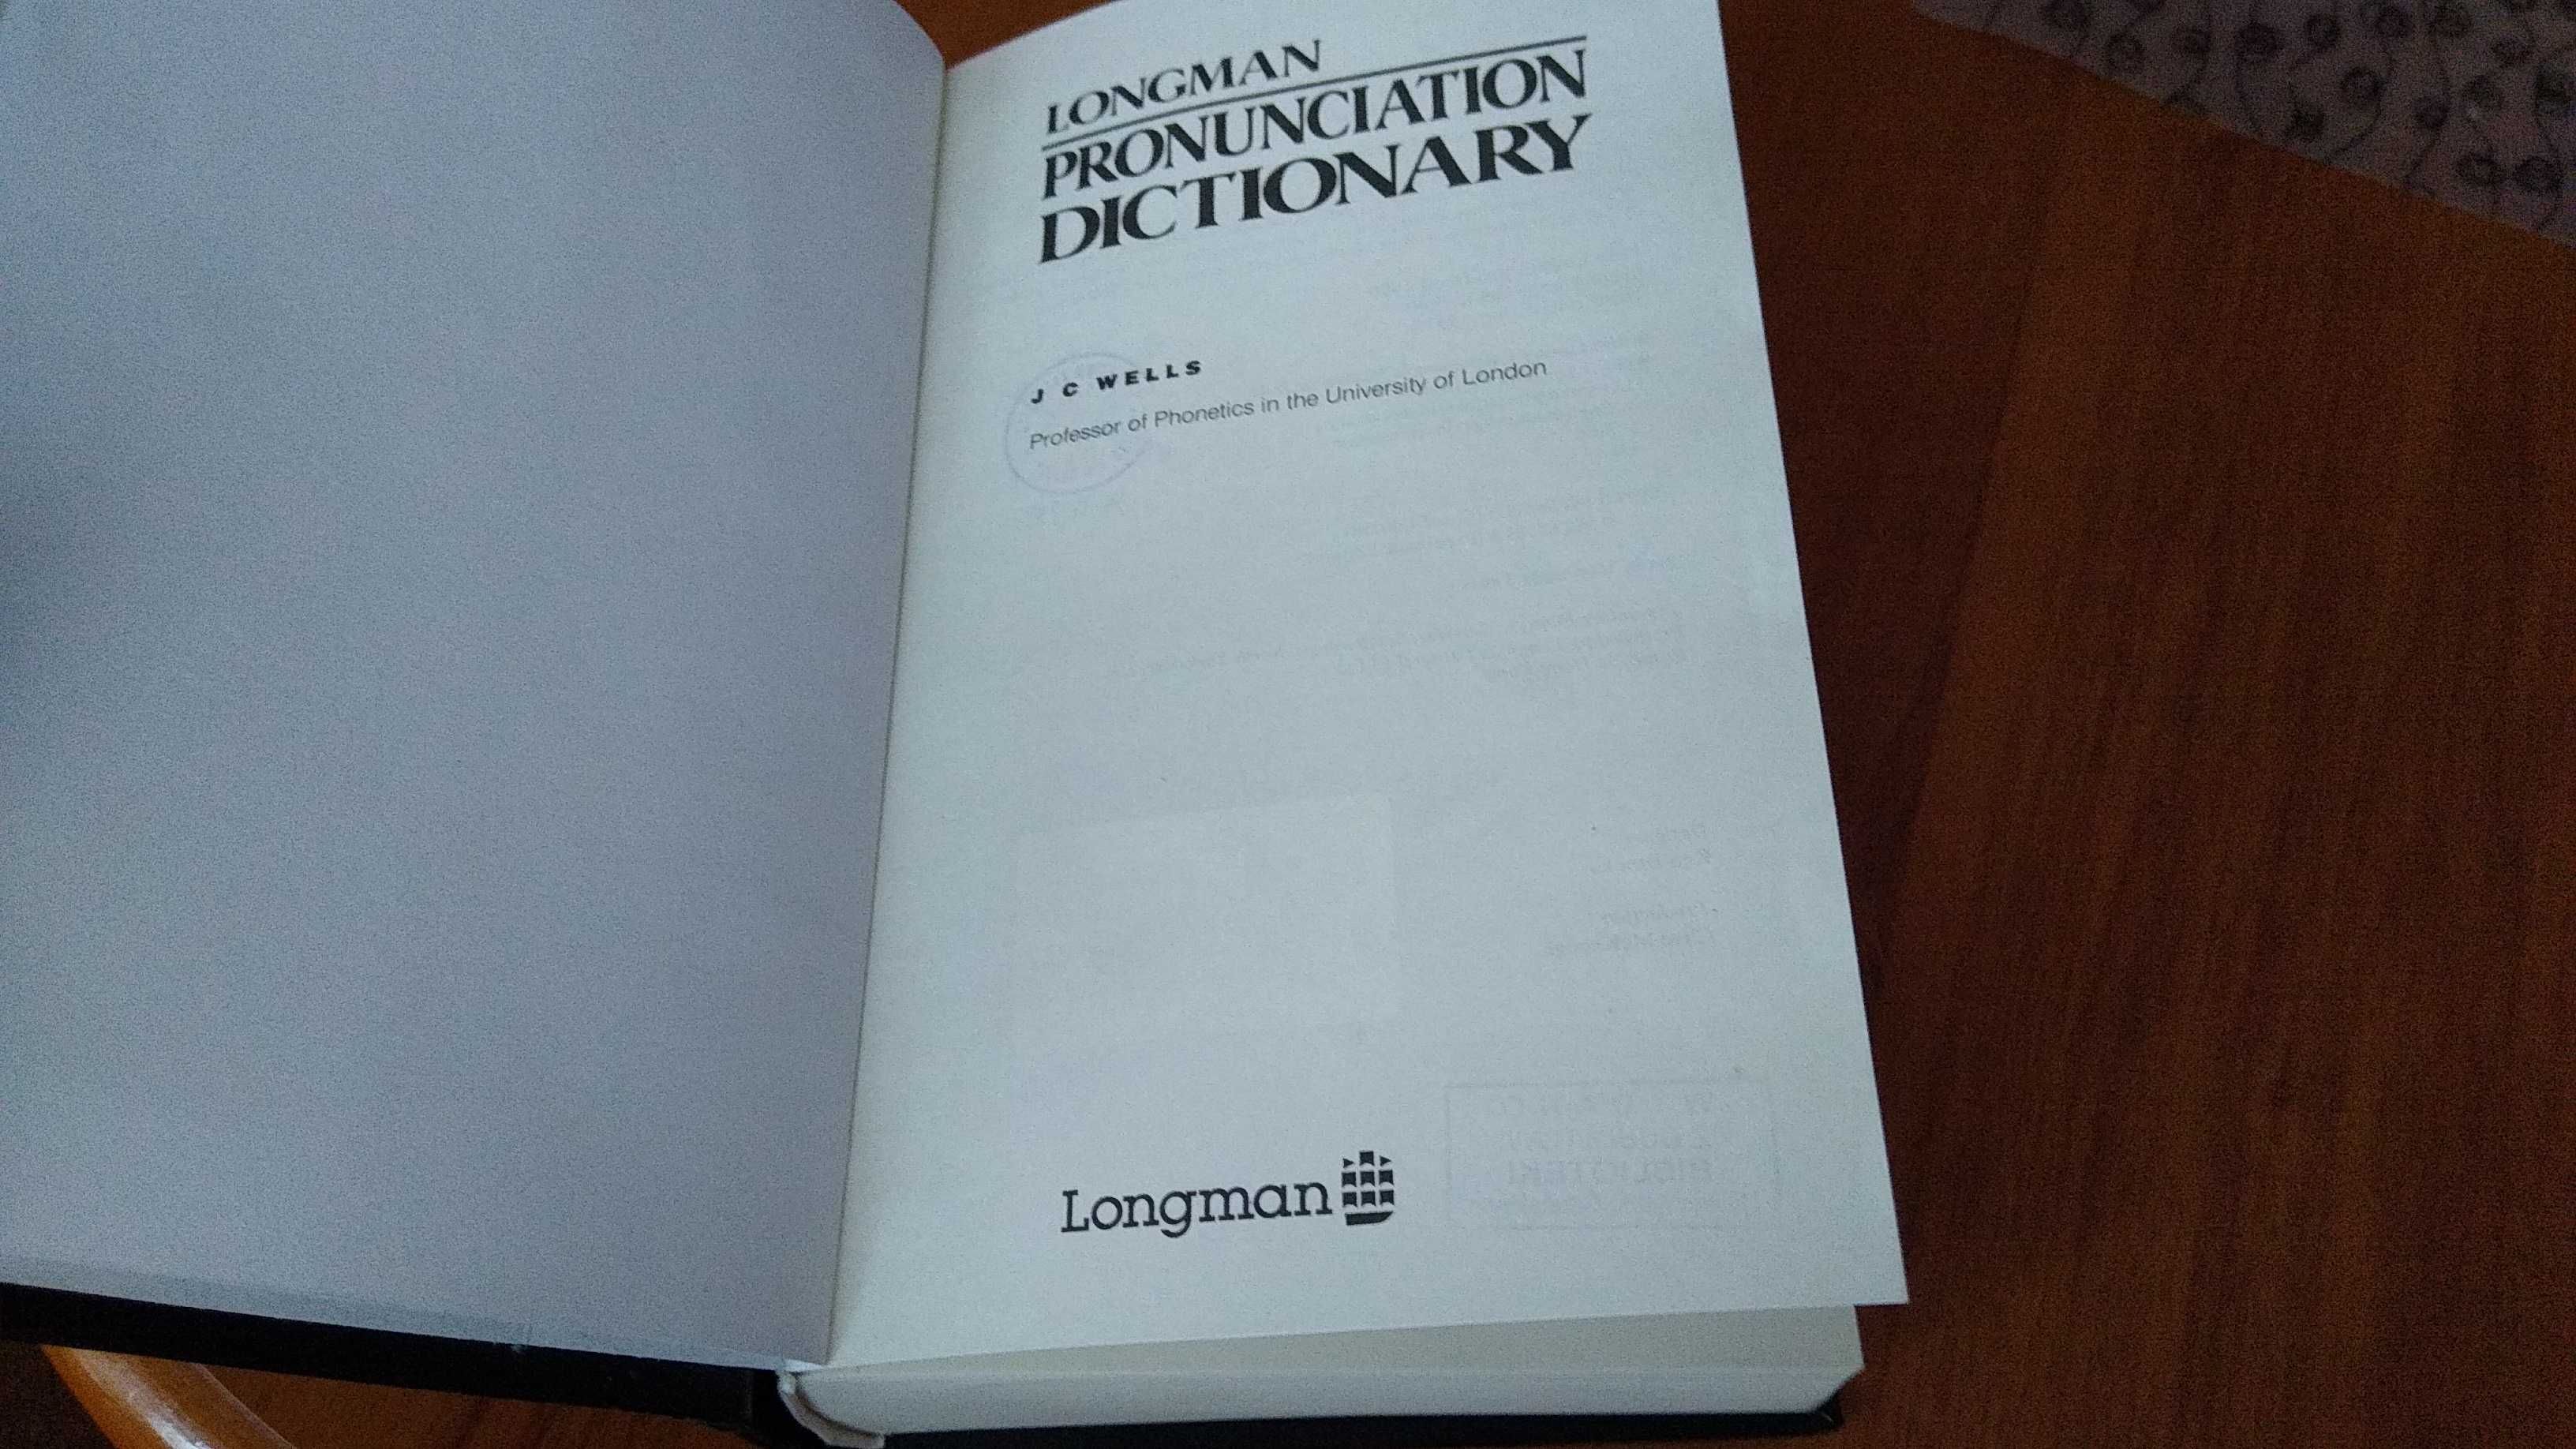 LONGMAN
PRONUNCIATION
DICTIONARY
J C WELLS
Professor of Phonetics in the University of London
Longman